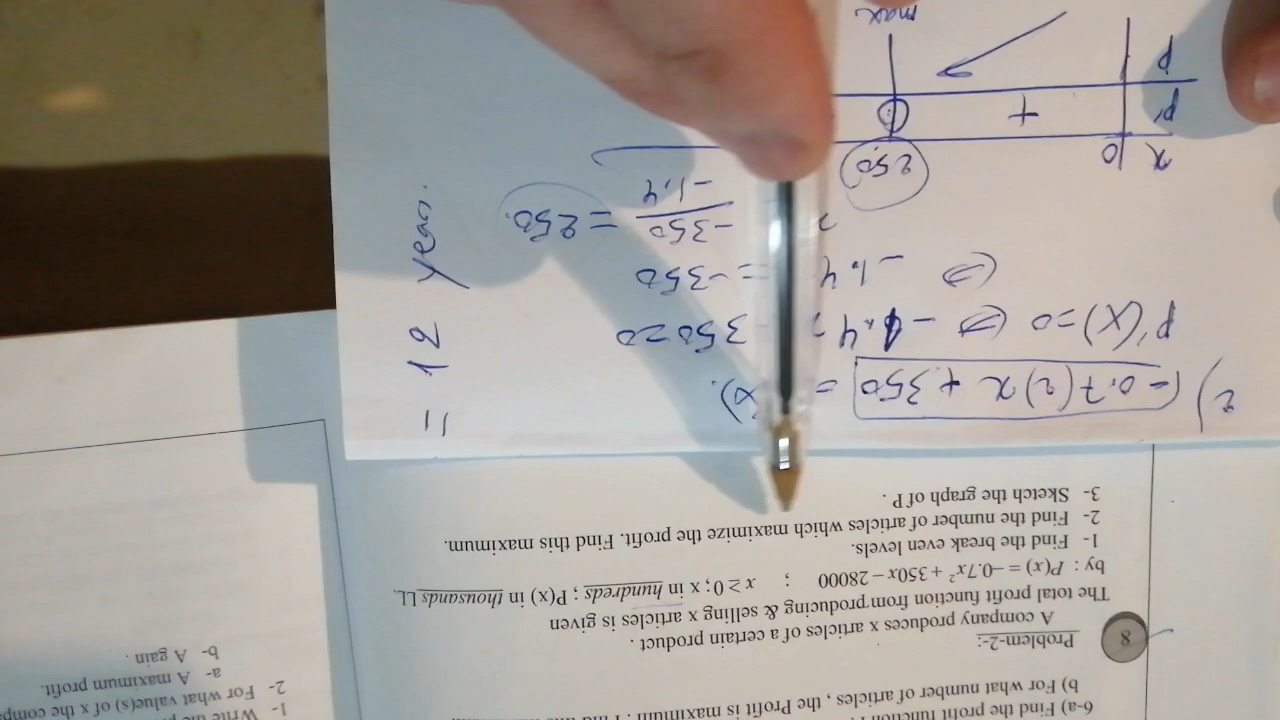 6-a) Find the profit function
b) For what number of articles , the Profit is maximum .
8
Problem-2-:
A company produces x articles of a certain product .
The total profit function from producing & selling x articles is given
by : P(x) = −0.7x² + 350x − 28000 ; x ≥ 0; x in hundreds ; P(x) in thousands LL.
1- Find the break even levels.
2- Find the number of articles which maximize the profit. Find this maximum.
3- Sketch the graph of P .
1- Write the
2- For what value(s) of x the
a- A maximum profit.
b- A gain .
2) (-0.7(2)x + 350 = x).
P'(x) = 0 ⇔ -1.4 350=0
⇔ -1.4 = -350
-350/-1.4 = 250.
x 0 250
P' + 0
P
max
= 12 year.